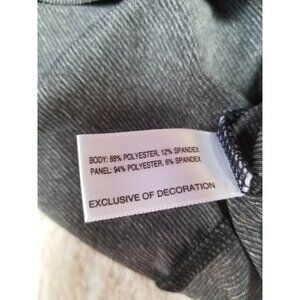 BODY: 88% POLYESTER, 12% SPANDEX
PANEL: 94% POLYESTER, 6% SPANDEX
EXCLUSIVE OF DECORATION